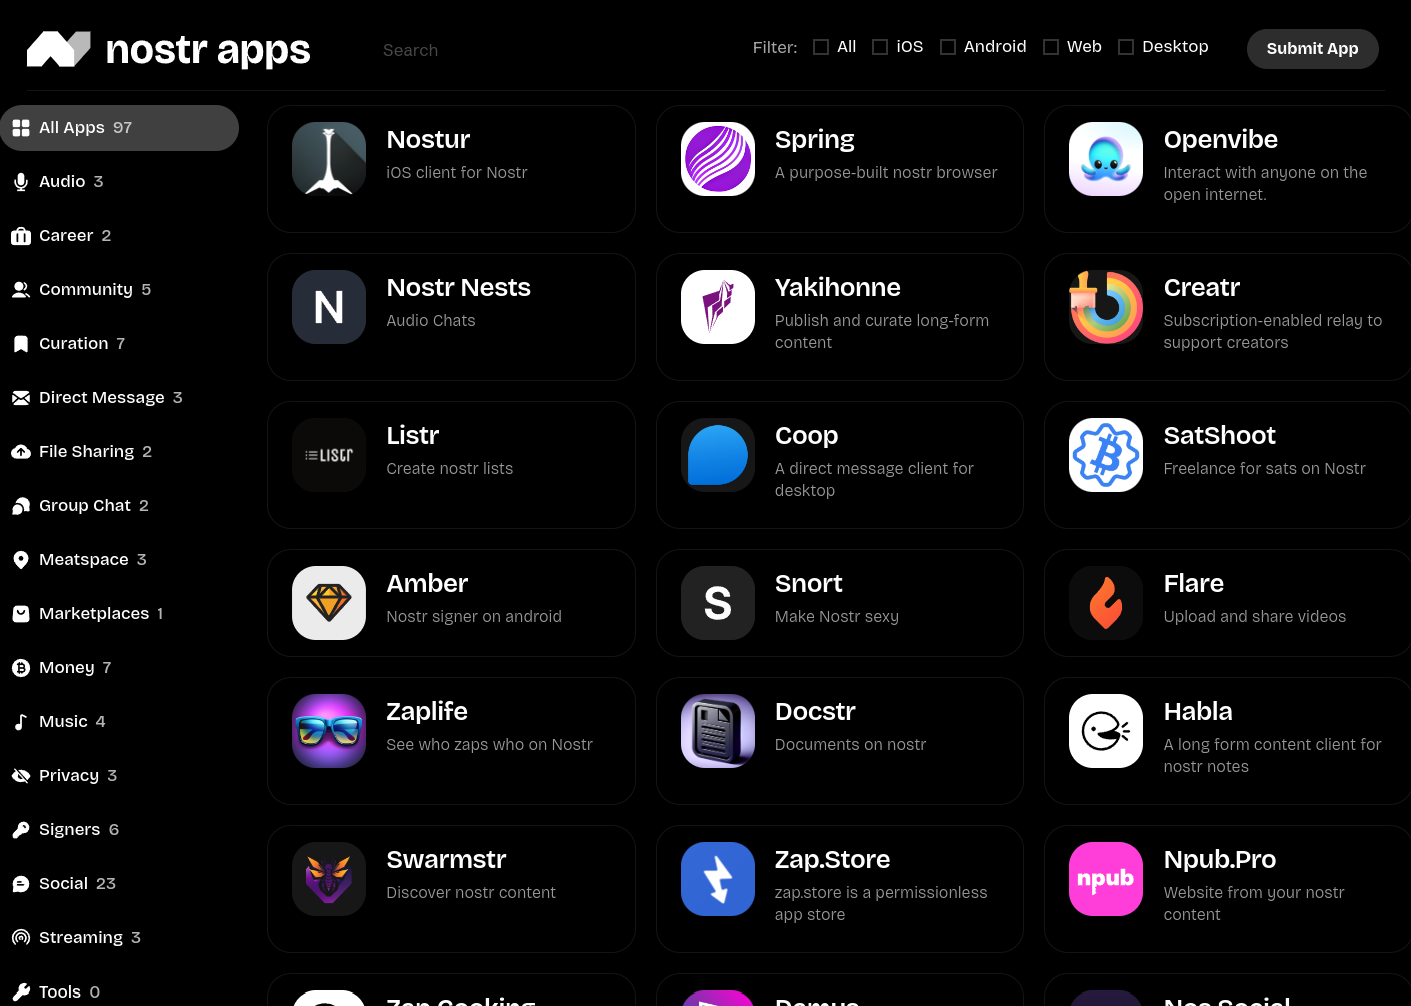 nostr apps
Search
Filter: All iOS Android Web Desktop
Submit App
All Apps 97
Audio 3
Career 2
Community 5
Curation 7
Direct Message 3
File Sharing 2
Group Chat 2
Meatspace 3
Marketplaces 1
Money 7
Music 4
Privacy 3
Signers 6
Social 23
Streaming 3
Tools 0
Nostur
iOS client for Nostr
Spring
A purpose-built nostr browser
Openvibe
Interact with anyone on the
open internet.
N
Nostr Nests
Audio Chats
Yakihonne
Publish and curate long-form
content
Creatr
Subscription-enabled relay to
support creators
LISTr
Listr
Create nostr lists
Coop
A direct message client for
desktop
SatShoot
Freelance for sats on Nostr
Amber
Nostr signer on android
S
Snort
Make Nostr sexy
Flare
Upload and share videos
Zaplife
See who zaps who on Nostr
Docstr
Documents on nostr
Habla
A long form content client for
nostr notes
Swarmstr
Discover nostr content
Zap.Store
zap.store is a permissionless
app store
npub
Npub.Pro
Website from your nostr
content
Zap Cooking
Damus
Nos Social